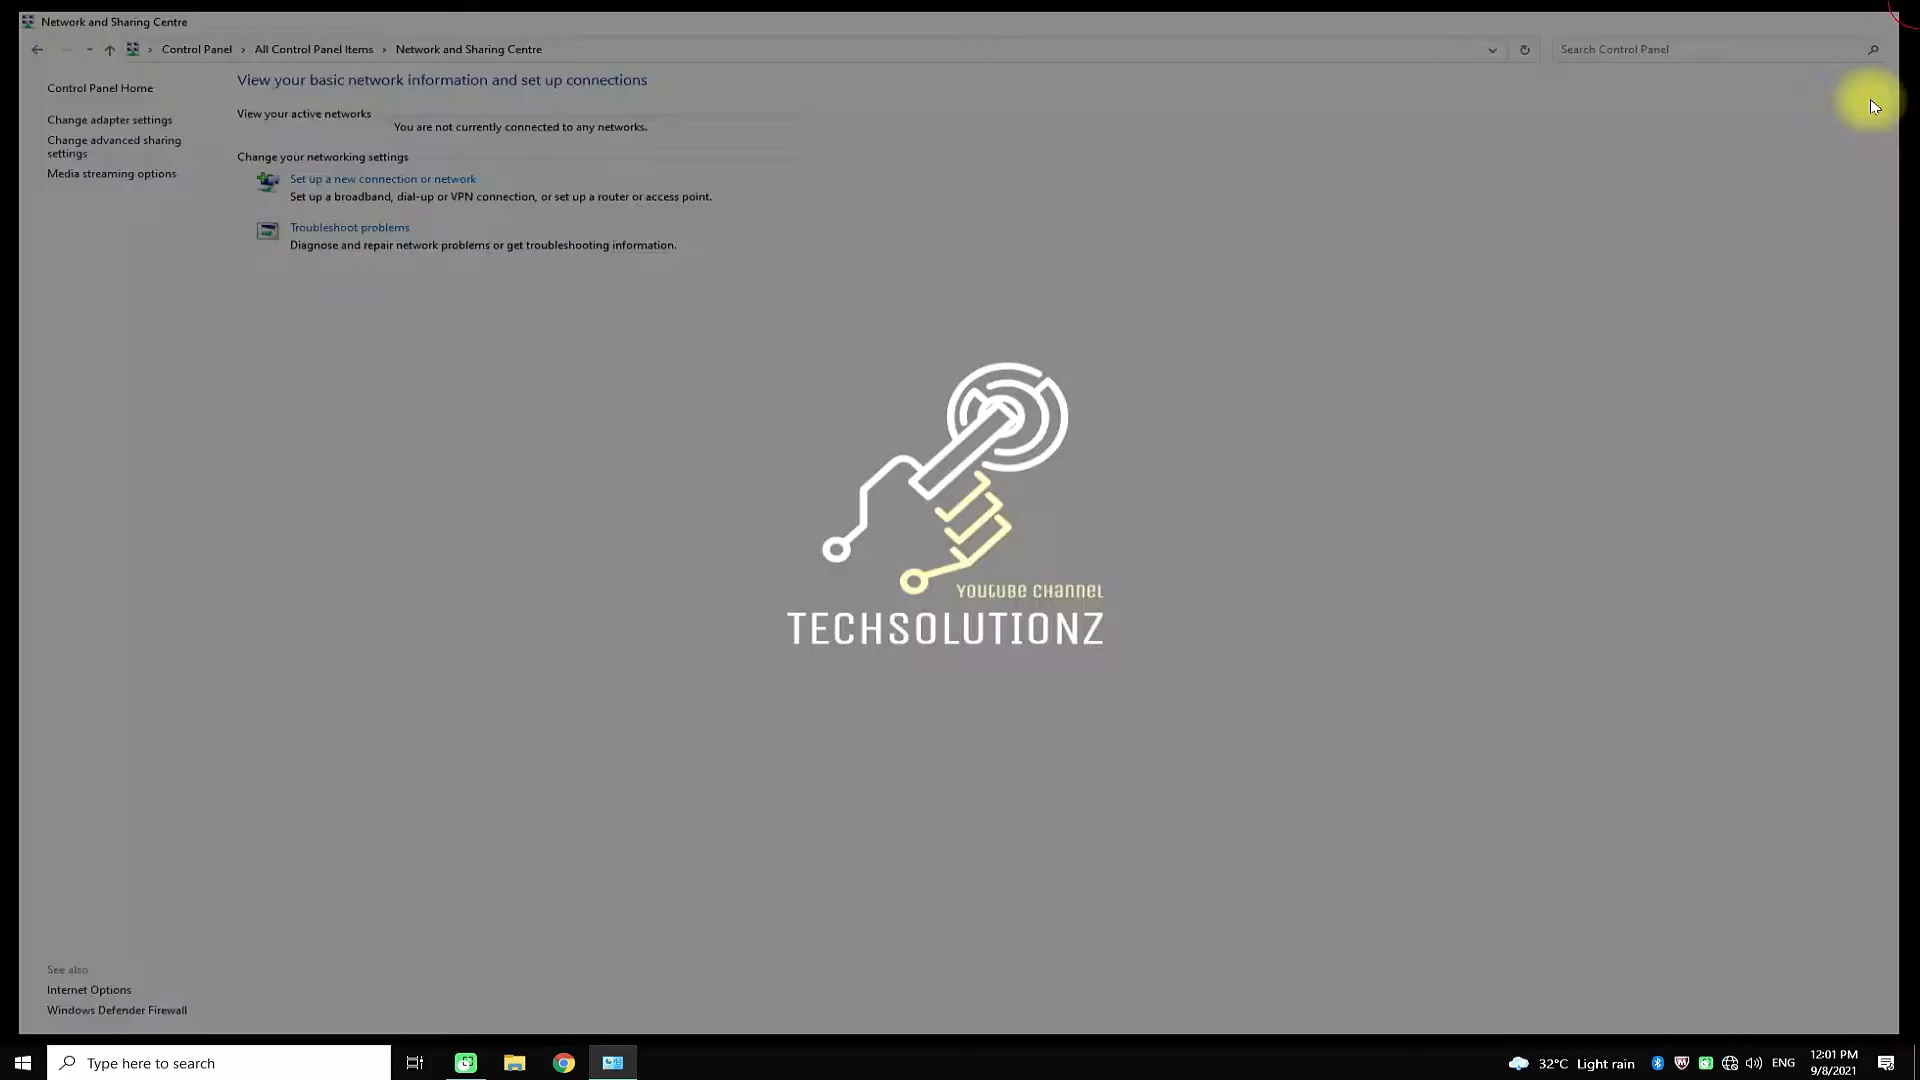 Network and Sharing Centre
Control Panel
All Control Panel Items
Network and Sharing Centre
Search Control Panel
Control Panel Home
Change adapter settings
Change advanced sharing
settings
Media streaming options
View your basic network information and set up connections
View your active networks
You are not currently connected to any networks.
Change your networking settings
Set up a new connection or network
Set up a broadband, dial-up or VPN connection, or set up a router or access point.
Troubleshoot problems
Diagnose and repair network problems or get troubleshooting information.
YOUTUBE CHANNEL
TECHSOLUTIONZ
See also
Internet Options
Windows Defender Firewall
Type here to search
32°C Light rain
ENG
12:01 PM
9/8/2021